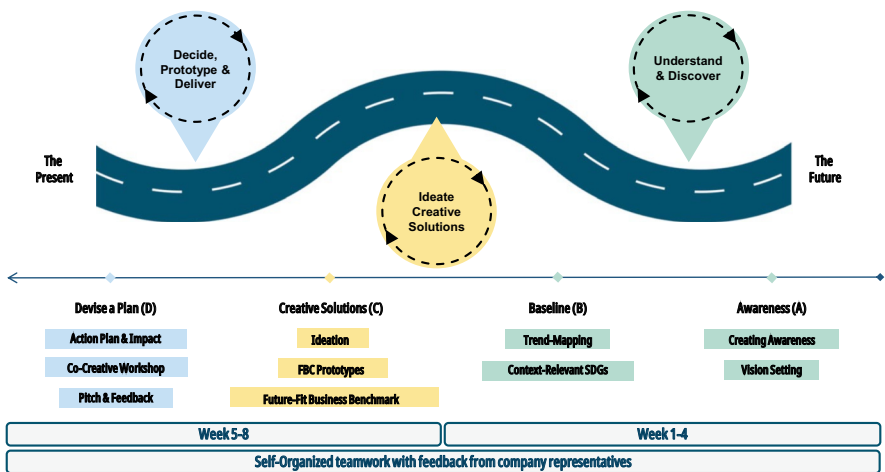 Decide,
Prototype &
Deliver
Understand
& Discover
The
Present
The
Future
Ideate
Creative
Solutions
Devise a Plan (D)
Creative Solutions (C)
Baseline (B)
Awareness (A)
Action Plan & Impact
Ideation
Trend-Mapping
Creating Awareness
Co-Creative Workshop
FBC Prototypes
Context-Relevant SDGs
Vision Setting
Pitch & Feedback
Future-Fit Business Benchmark
Week 5-8
Week 1-4
Self-Organized teamwork with feedback from company representatives